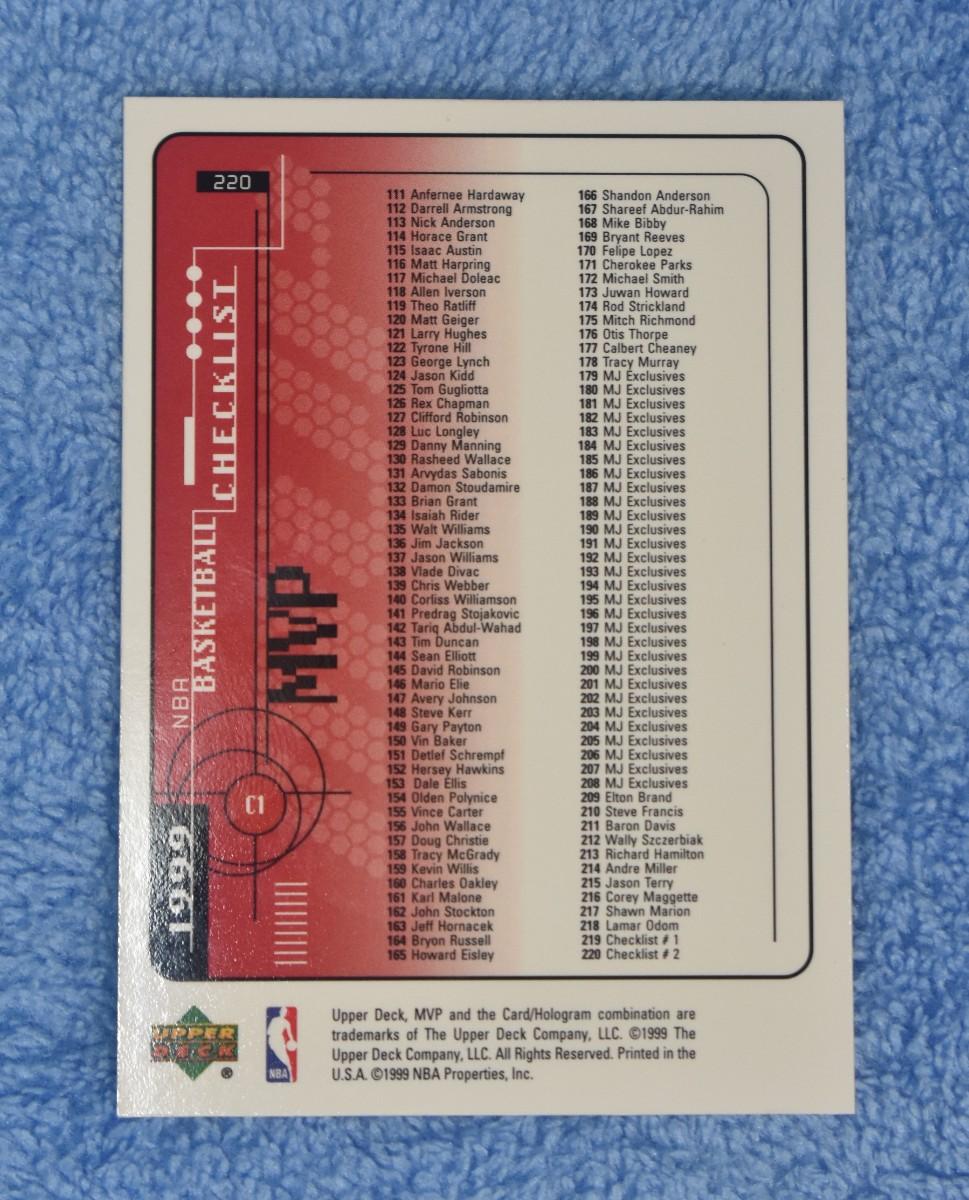 220
NBA
BASKETBALL
CHECKLIST
MVP
C1
1999
111 Anfernee Hardaway
112 Darrell Armstrong
113 Nick Anderson
114 Horace Grant
115 Isaac Austin
116 Matt Harpring
117 Michael Doleac
118 Allen Iverson
119 Theo Ratliff
120 Matt Geiger
121 Larry Hughes
122 Tyrone Hill
123 George Lynch
124 Jason Kidd
125 Tom Gugliotta
126 Rex Chapman
127 Clifford Robinson
128 Luc Longley
129 Danny Manning
130 Rasheed Wallace
131 Arvydas Sabonis
132 Damon Stoudamire
133 Brian Grant
134 Isaiah Rider
135 Walt Williams
136 Jim Jackson
137 Jason Williams
138 Vlade Divac
139 Chris Webber
140 Corliss Williamson
141 Predrag Stojakovic
142 Tariq Abdul-Wahad
143 Tim Duncan
144 Sean Elliott
145 David Robinson
146 Mario Elie
147 Avery Johnson
148 Steve Kerr
149 Gary Payton
150 Vin Baker
151 Detlef Schrempf
152 Hersey Hawkins
153 Dale Ellis
154 Olden Polynice
155 Vince Carter
156 John Wallace
157 Doug Christie
158 Tracy McGrady
159 Kevin Willis
160 Charles Oakley
161 Karl Malone
162 John Stockton
163 Jeff Hornacek
164 Bryon Russell
165 Howard Eisley
166 Shandon Anderson
167 Shareef Abdur-Rahim
168 Mike Bibby
169 Bryant Reeves
170 Felipe Lopez
171 Cherokee Parks
172 Michael Smith
173 Juwan Howard
174 Rod Strickland
175 Mitch Richmond
176 Otis Thorpe
177 Calbert Cheaney
178 Tracy Murray
179 MJ Exclusives
180 MJ Exclusives
181 MJ Exclusives
182 MJ Exclusives
183 MJ Exclusives
184 MJ Exclusives
185 MJ Exclusives
186 MJ Exclusives
187 MJ Exclusives
188 MJ Exclusives
189 MJ Exclusives
190 MJ Exclusives
191 MJ Exclusives
192 MJ Exclusives
193 MJ Exclusives
194 MJ Exclusives
195 MJ Exclusives
196 MJ Exclusives
197 MJ Exclusives
198 MJ Exclusives
199 MJ Exclusives
200 MJ Exclusives
201 MJ Exclusives
202 MJ Exclusives
203 MJ Exclusives
204 MJ Exclusives
205 MJ Exclusives
206 MJ Exclusives
207 MJ Exclusives
208 MJ Exclusives
209 Elton Brand
210 Steve Francis
211 Baron Davis
212 Wally Szczerbiak
213 Richard Hamilton
214 Andre Miller
215 Jason Terry
216 Corey Maggette
217 Shawn Marion
218 Lamar Odom
219 Checklist # 1
220 Checklist # 2
UPPER
DECK
®
NBA
Upper Deck, MVP and the Card/Hologram combination are
trademarks of The Upper Deck Company, LLC. ©1999 The
Upper Deck Company, LLC. All Rights Reserved. Printed in the
U.S.A. ©1999 NBA Properties, Inc.